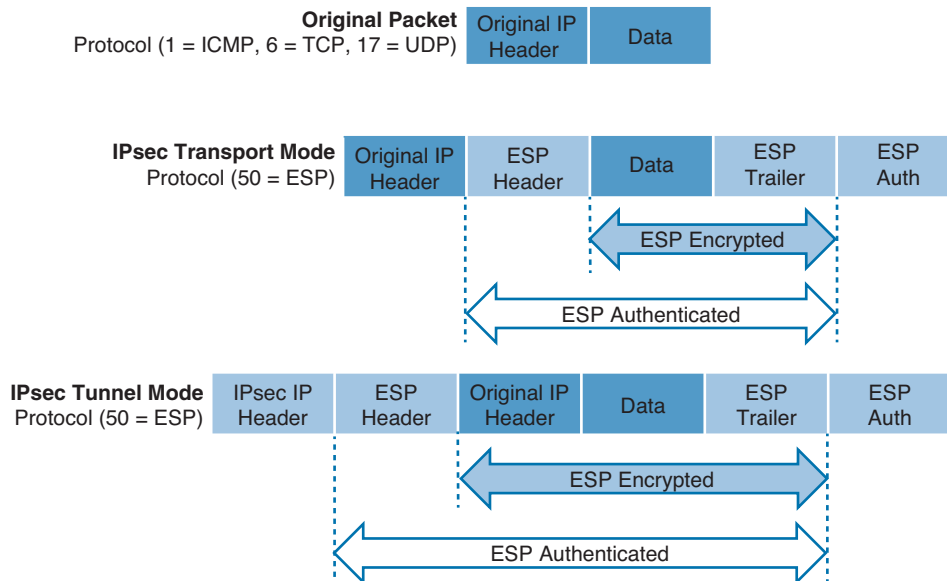 Original Packet
Protocol (1 = ICMP, 6 = TCP, 17 = UDP)
Original IP
Header
Data
IPsec Transport Mode
Protocol (50 = ESP)
Original IP
Header
ESP
Header
Data
ESP
Trailer
ESP
Auth
ESP Encrypted
ESP Authenticated
IPsec Tunnel Mode
Protocol (50 = ESP)
IPsec IP
Header
ESP
Header
Original IP
Header
Data
ESP
Trailer
ESP
Auth
ESP Encrypted
ESP Authenticated